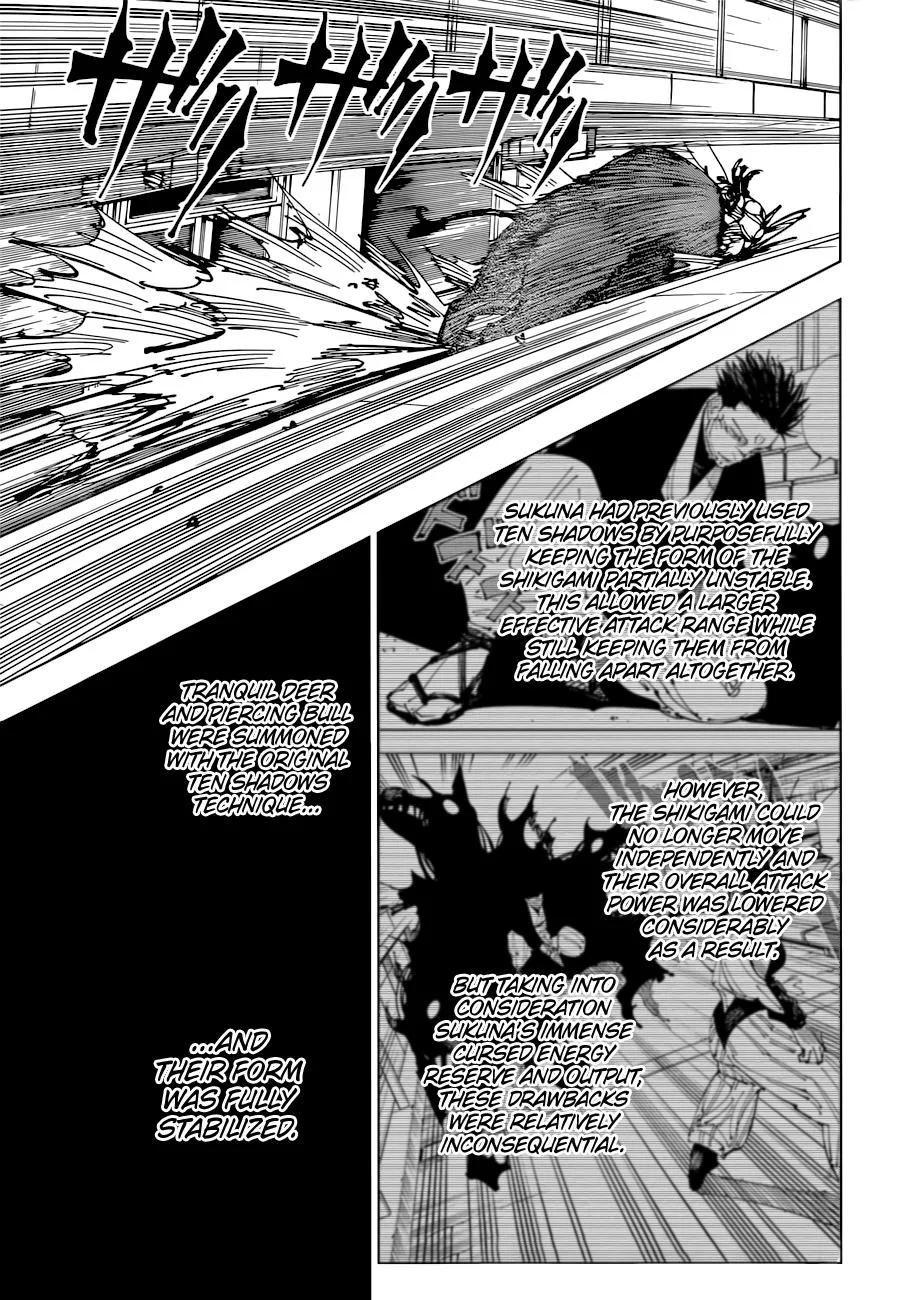 ザザザ
SUKUNA HAD PREVIOUSLY USED
TEN SHADOWS BY PURPOSEFULLY
KEEPING THE FORM OF THE
SHIKIGAMI PARTIALLY UNSTABLE.
THIS ALLOWED A LARGER
EFFECTIVE ATTACK RANGE WHILE
STILL KEEPING THEM FROM
FALLING APART ALTOGETHER.
HOWEVER,
THE SHIKIGAMI COULD
NO LONGER MOVE
INDEPENDENTLY AND
THEIR OVERALL ATTACK
POWER WAS LOWERED
CONSIDERABLY
AS A RESULT.
BUT TAKING INTO
CONSIDERATION
SUKUNA'S IMMENSE
CURSED ENERGY
RESERVE AND OUTPUT,
THESE DRAWBACKS
WERE RELATIVELY
INCONSEQUENTIAL.
TRANQUIL DEER
AND PIERCING BULL
WERE SUMMONED
WITH THE ORIGINAL
TEN SHADOWS
TECHNIQUE...
...AND
THEIR FORM
WAS FULLY
STABILIZED.